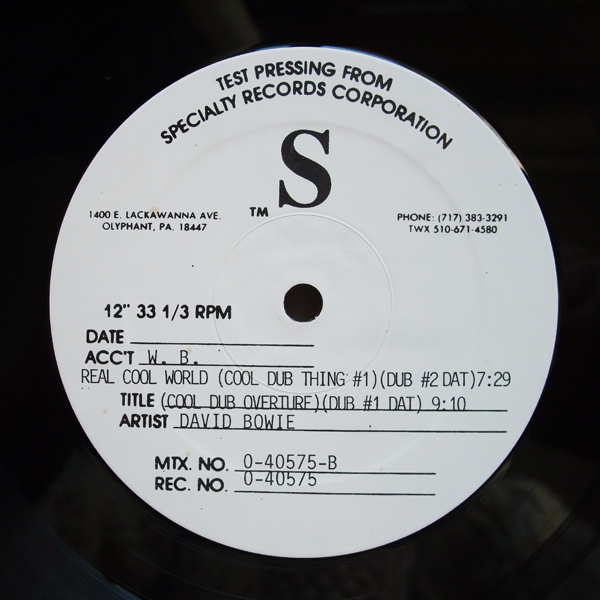 TEST PRESSING FROM
SPECIALTY RECORDS CORPORATION
S
TM
1400 E. LACKAWANNA AVE.
OLYPHANT, PA. 18447
PHONE: (717) 383-3291
TWX 510-671-4580
12" 33 1/3 RPM
DATE
ACC'T W. B.
REAL COOL WORLD (COOL DUB THING #1)(DUB #2 DAT)7:29
TITLE (COOL DUB OVERTURE)(DUB #1 DAT) 9:10
ARTIST DAVID BOWIE
MTX. NO. 0-40575-B
REC. NO. 0-40575